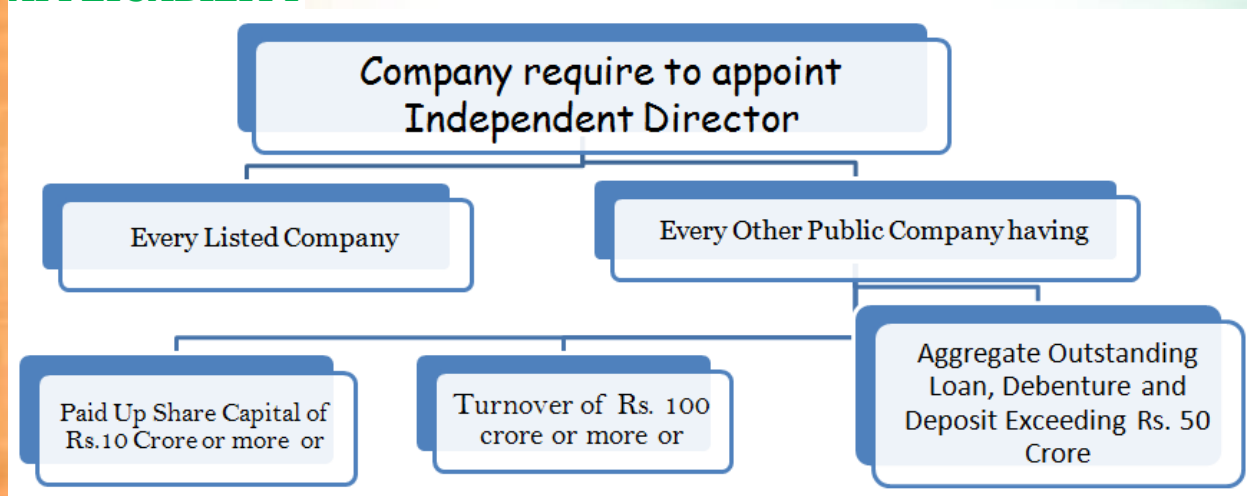 Company require to appoint
Independent Director
Every Listed Company
Every Other Public Company having
Paid Up Share Capital of
Rs.10 Crore or more or
Turnover of Rs. 100
crore or more or
Aggregate Outstanding
Loan, Debenture and
Deposit Exceeding Rs. 50
Crore